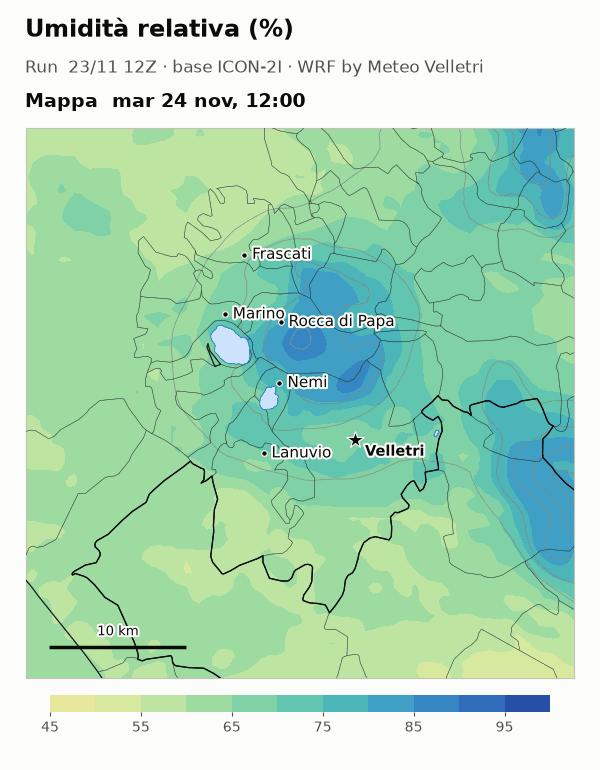 Umidità relativa (%)
Run  23/11 12Z · base ICON-2I · WRF by Meteo Velletri
Mappa  mar 24 nov, 12:00
Frascati
Marino
Rocca di Papa
Nemi
Velletri
Lanuvio
10 km
45 55 65 75 85 95